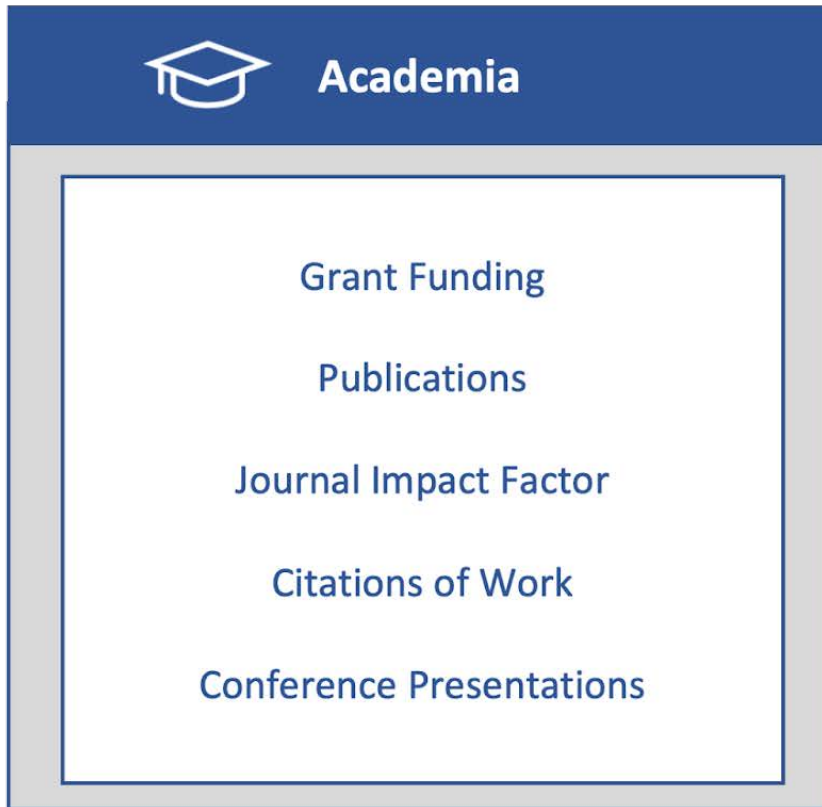 Academia
Grant Funding
Publications
Journal Impact Factor
Citations of Work
Conference Presentations